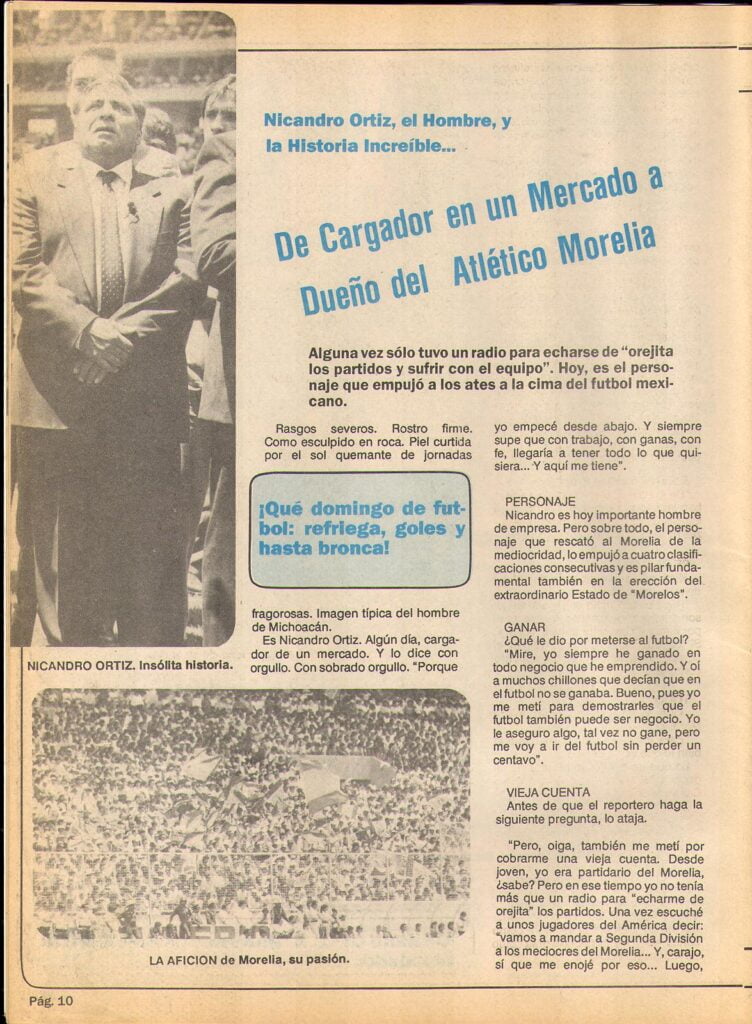 Nicandro Ortiz, el Hombre, y
la Historia Increíble...
De Cargador en un Mercado a
Dueño del Atlético Morelia
Alguna vez sólo tuvo un radio para echarse de "orejita
los partidos y sufrir con el equipo". Hoy, es el perso-
naje que empujó a los ates a la cima del futbol mexi-
cano.
Rasgos severos. Rostro firme.
Como esculpido en roca. Piel curtida
por el sol quemante de jornadas
¡Qué domingo de fut-
bol: refriega, goles y
hasta bronca!
fragorosas. Imagen típica del hombre
de Michoacán.
Es Nicandro Ortiz. Algún día, carga-
dor de un mercado. Y lo dice con
orgullo. Con sobrado orgullo. "Porque
yo empecé desde abajo. Y siempre
supe que con trabajo, con ganas, con
fe, llegaría a tener todo lo que qui-
siera... Y aquí me tiene".
PERSONAJE
Nicandro es hoy importante hombre
de empresa. Pero sobre todo, el perso-
naje que rescató al Morelia de la
mediocridad, lo empujó a cuatro clasifi-
caciones consecutivas y es pilar funda-
mental también en la erección del
extraordinario Estado de "Morelos".
GANAR
¿Qué le dio por meterse al futbol?
"Mire, yo siempre he ganado en
todo negocio que he emprendido. Y oí
a muchos chillones que decían que en
el futbol no se ganaba. Bueno, pues yo
me metí para demostrarles que el
futbol también puede ser negocio. Yo
le aseguro algo, tal vez no gane, pero
me voy a ir del futbol sin perder un
centavo".
VIEJA CUENTA
Antes de que el reportero haga la
siguiente pregunta, lo ataja.
"Pero, oiga, también me metí por
cobrarme una vieja cuenta. Desde
joven, yo era partidario del Morelia,
¿sabe? Pero en ese tiempo yo no tenía
más que un radio para "echarme de
orejita" los partidos. Una vez escuché
a unos jugadores del América decir:
"vamos a mandar a Segunda División
a los meciocres del Morelia... Y, carajo,
sí que me enojé por eso... Luego,
NICANDRO ORTIZ. Insólita historia.
LA AFICION de Morelia, su pasión.
Pág. 10